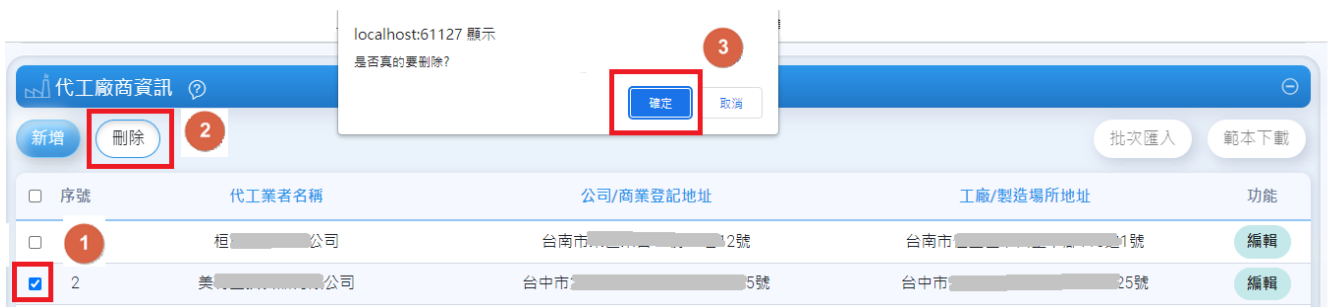 localhost:61127 顯示
是否真的要刪除?
3
確定 取消
代工廠商資訊
新增 刪除 2 批次匯入 範本下載
序號 代工業者名稱 公司/商業登記地址 工廠/製造場所地址 功能
1 桓 公司 台南市 12號 台南市 1號 編輯
2 美 公司 台中市 5號 台中市 25號 編輯